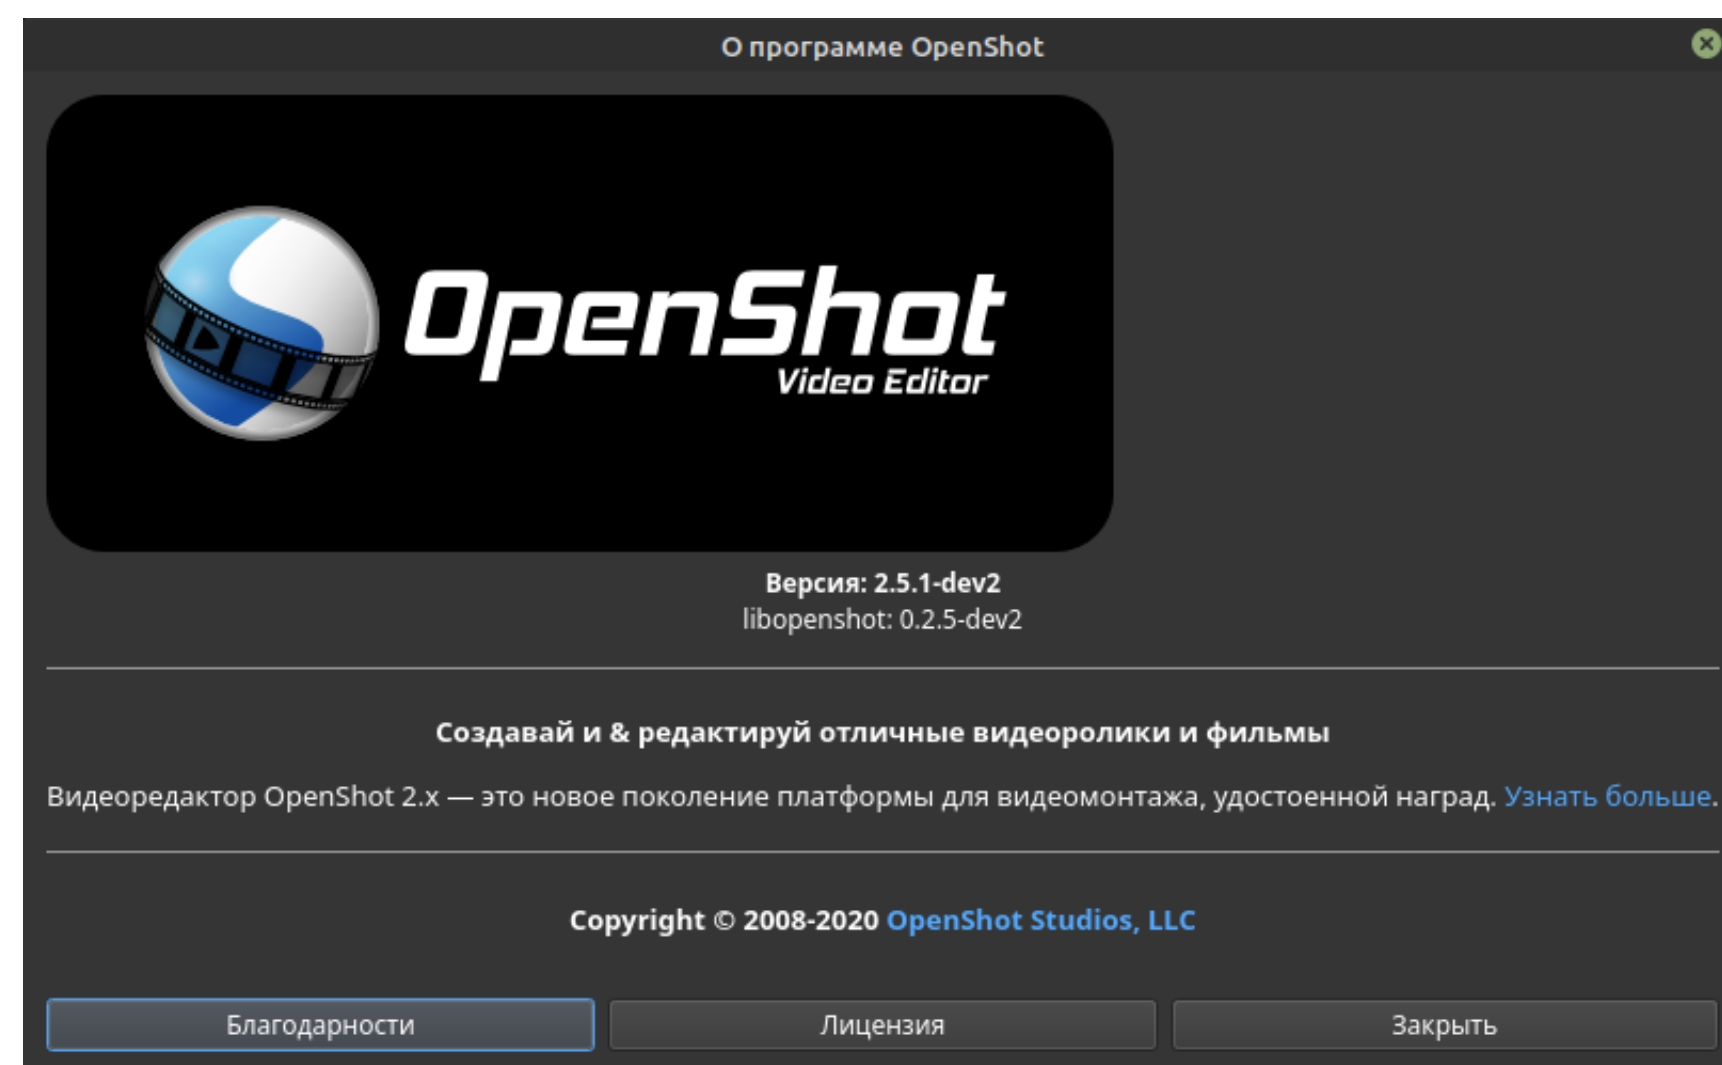 О программе OpenShot
OpenShot
Video Editor
Версия: 2.5.1-dev2
libopenshot: 0.2.5-dev2
Создавай и & редактируй отличные видеоролики и фильмы
Видеоредактор OpenShot 2.x — это новое поколение платформы для видеомонтажа, удостоенной наград. Узнать больше.
Copyright © 2008-2020 OpenShot Studios, LLC
Благодарности
Лицензия
Закрыть